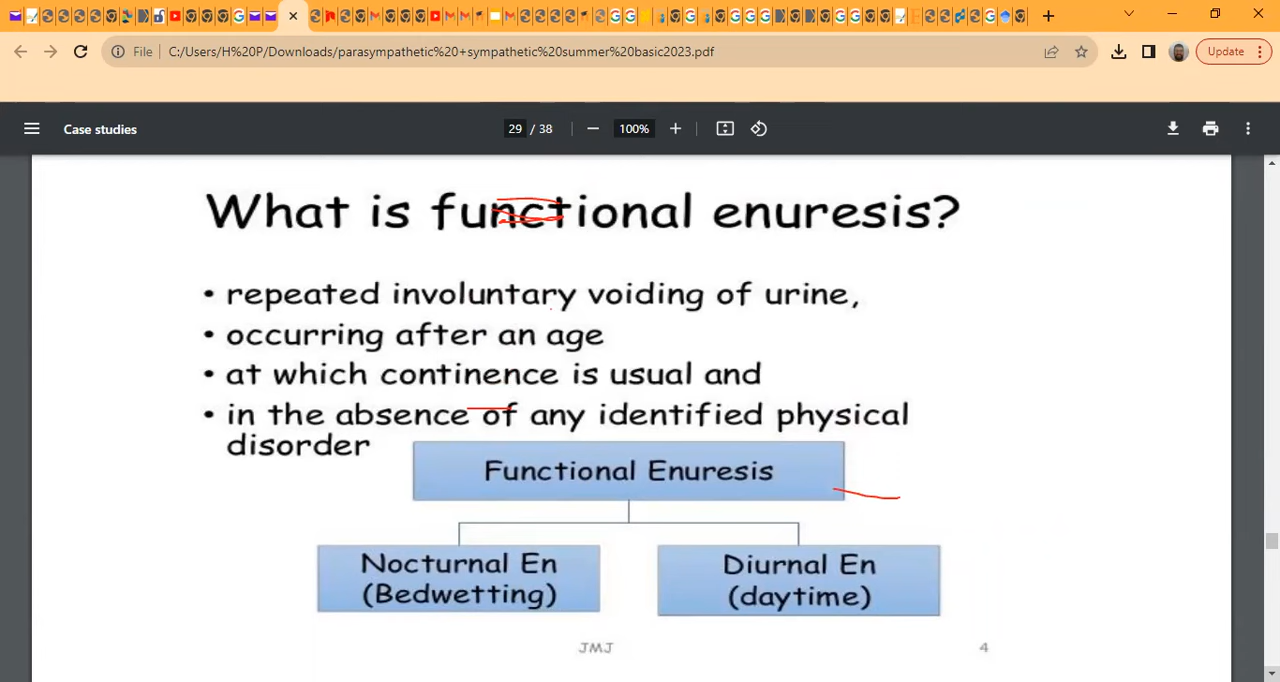 File
C:/Users/H%20P/Downloads/parasympathetic%20+sympathetic%20summer%20basic2023.pdf
Update
Case studies
29 / 38
100%
What is functional enuresis?
• repeated involuntary voiding of urine,
• occurring after an age
• at which continence is usual and
• in the absence of any identified physical
disorder
Functional Enuresis
Nocturnal En
(Bedwetting)
Diurnal En
(daytime)
JMJ
4